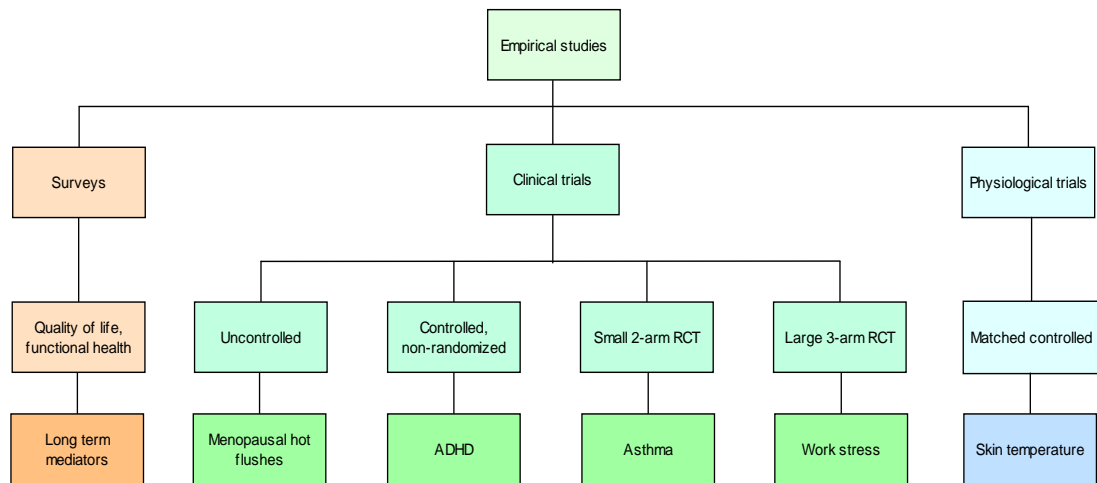 Empirical studies
Surveys
Clinical trials
Physiological trials
Quality of life,
functional health
Uncontrolled
Controlled,
non-randomized
Small 2-arm RCT
Large 3-arm RCT
Matched controlled
Long term
mediators
Menopausal hot
flushes
ADHD
Asthma
Work stress
Skin temperature